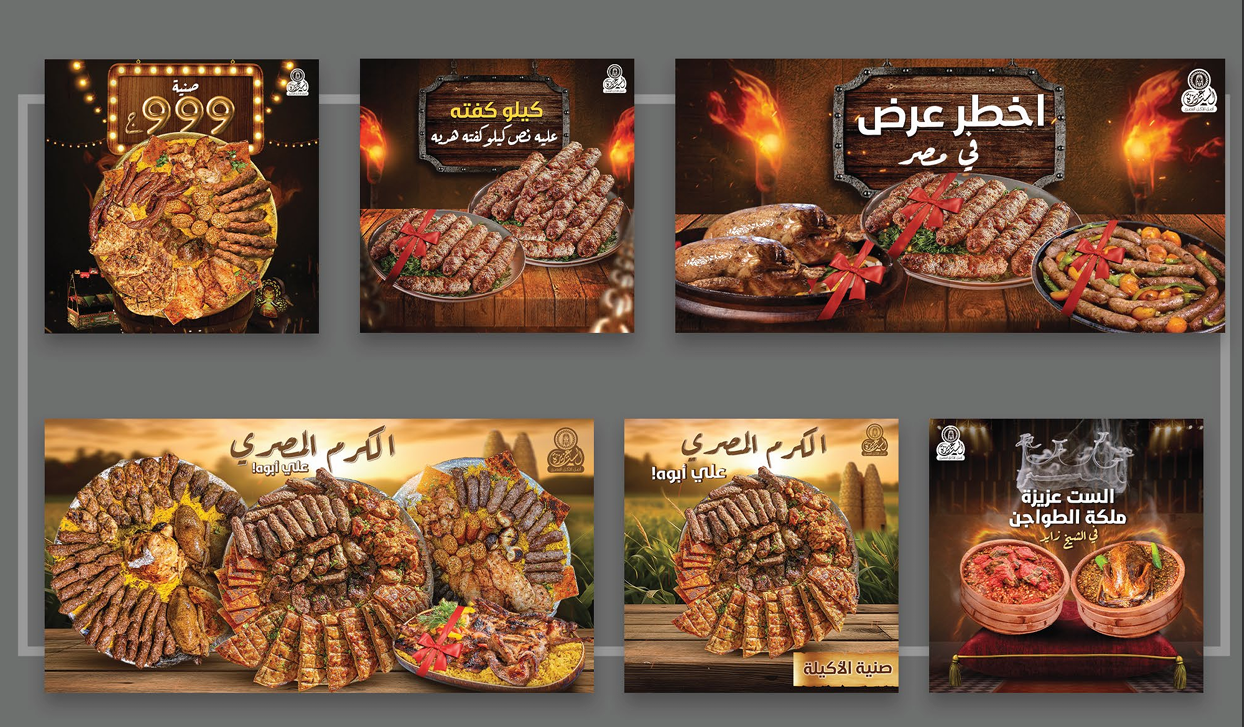 صنية
999 ج
كيلو كفته
عليه نص كيلو كفته هديه
اخطر عرض
في مصر
الكرم المصري
علي أبوه!
الكرم المصري
علي أبوه!
صنية الأكيلة
الست عزيزة
ملكة الطواجن
في الشيخ زايد